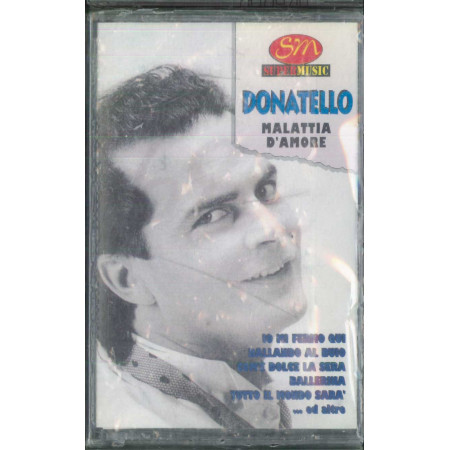 SM
SUPERMUSIC
DONATELLO
MALATTIA
D'AMORE
IO MI FERMO QUI
BALLANDO AL BUIO
COM'È DOLCE LA SERA
BALLERINA
TUTTO IL MONDO SARA'
... ed altre